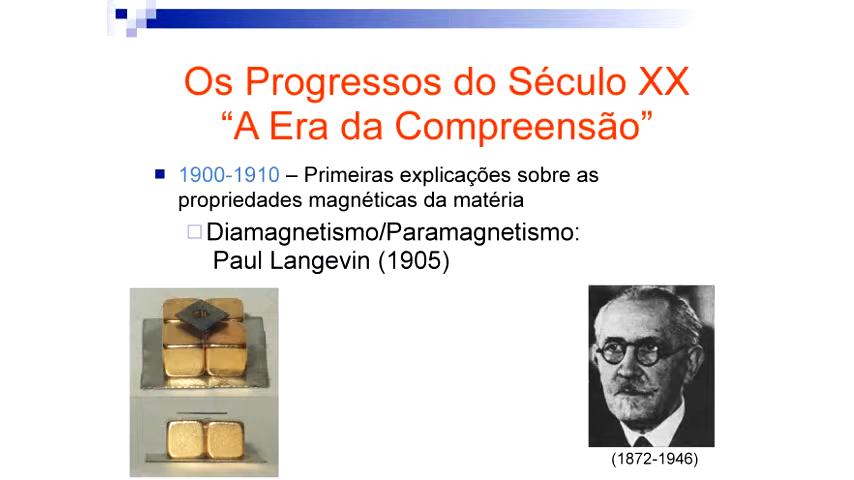 Os Progressos do Século XX
“A Era da Compreensão”
1900-1910 – Primeiras explicações sobre as
propriedades magnéticas da matéria
Diamagnetismo/Paramagnetismo:
Paul Langevin (1905)
(1872-1946)